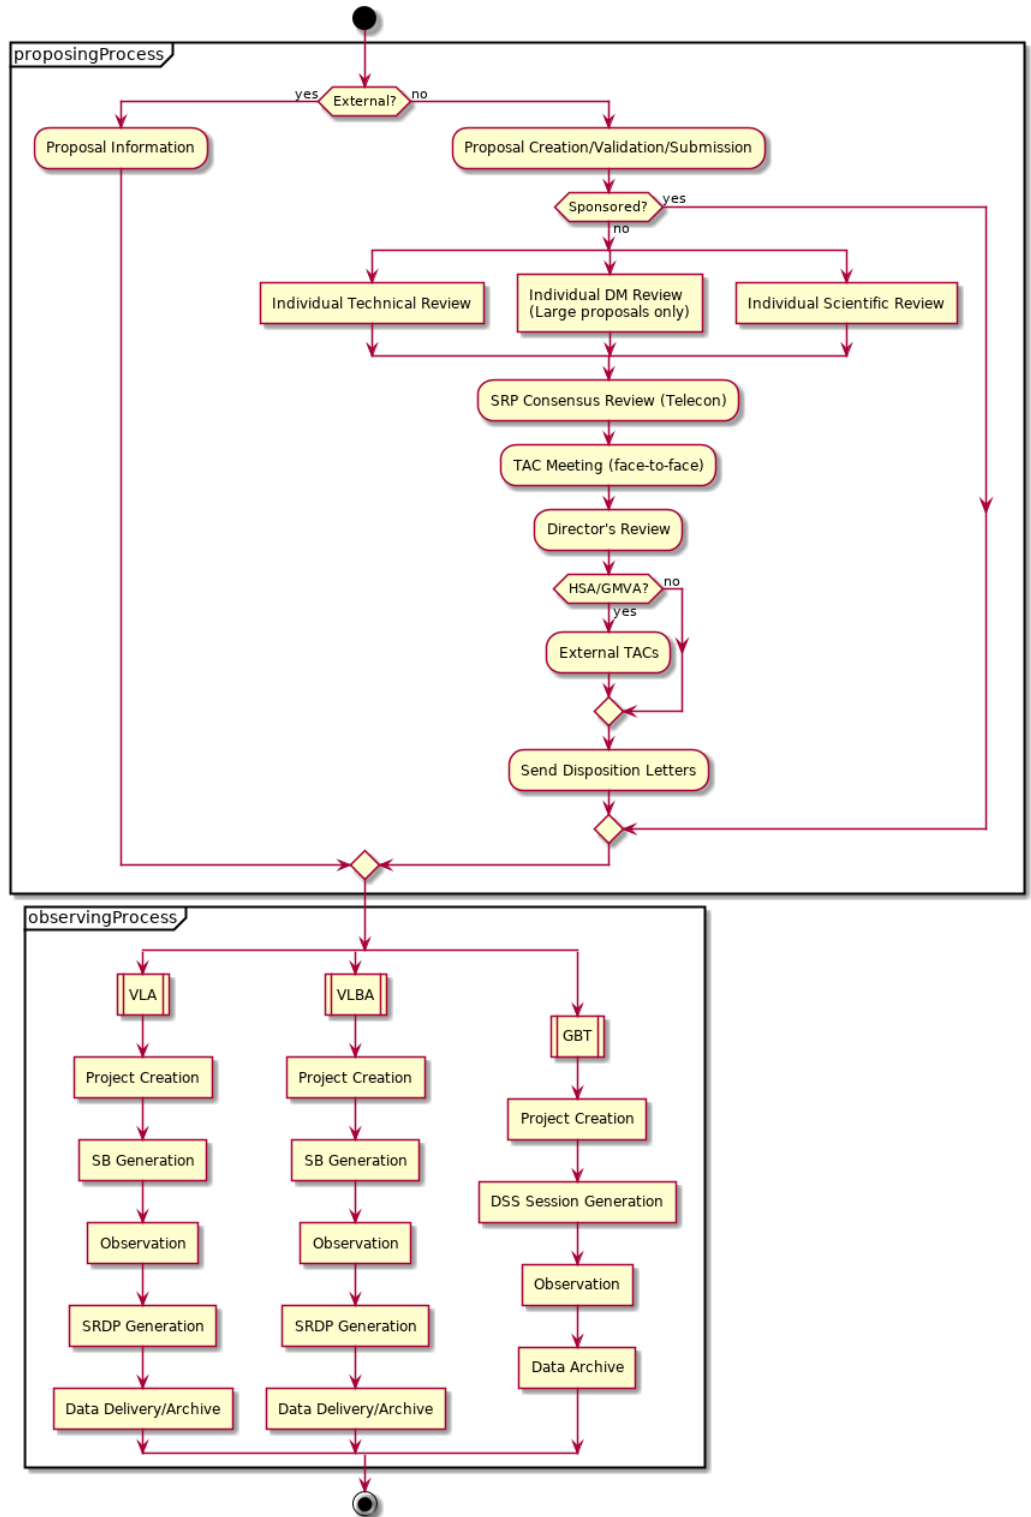 proposingProcess
yes
External?
no
Proposal Information
Proposal Creation/Validation/Submission
Sponsored?
yes
no
Individual Technical Review
Individual DM Review
(Large proposals only)
Individual Scientific Review
SRP Consensus Review (Telecon)
TAC Meeting (face-to-face)
Director's Review
HSA/GMVA?
no
yes
External TACs
Send Disposition Letters
observingProcess
VLA
VLBA
GBT
Project Creation
Project Creation
Project Creation
SB Generation
SB Generation
DSS Session Generation
Observation
Observation
Observation
SRDP Generation
SRDP Generation
Data Archive
Data Delivery/Archive
Data Delivery/Archive